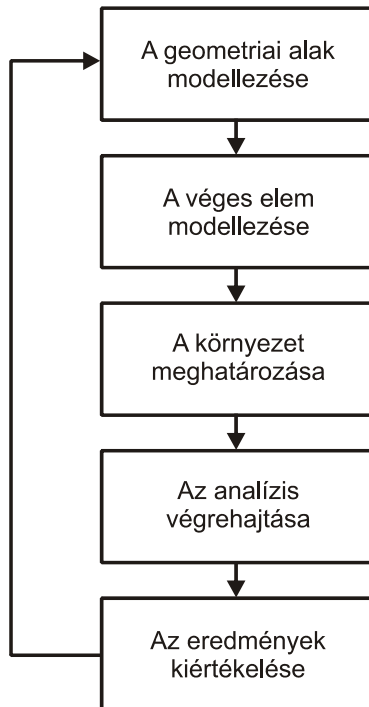 A geometriai alak
modellezése
A véges elem
modellezése
A környezet
meghatározása
Az analízis
végrehajtása
Az eredmények
kiértékelése